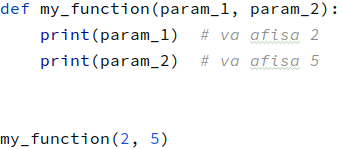 def my_function(param_1, param_2):
    print(param_1)  # va afisa 2
    print(param_2)  # va afisa 5
my_function(2, 5)